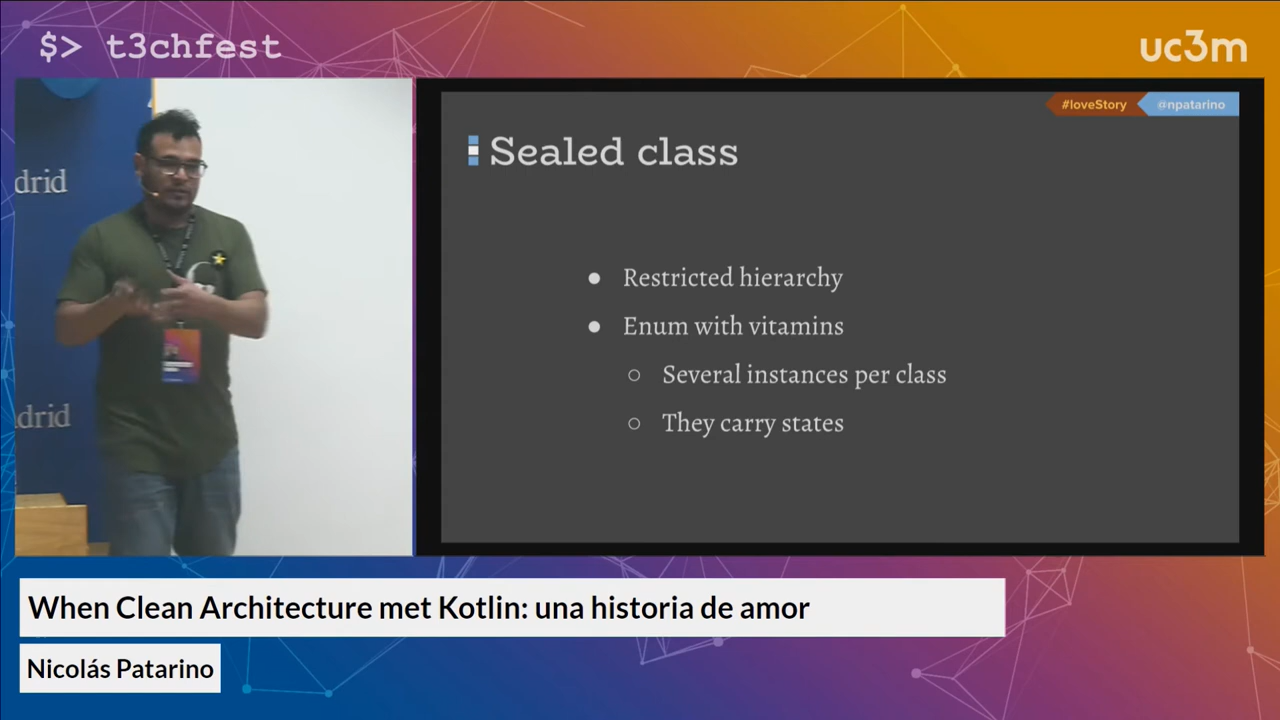 $> t3chfest
uc3m
drid
drid
#loveStory
@npatarino
Sealed class
Restricted hierarchy
Enum with vitamins
Several instances per class
They carry states
When Clean Architecture met Kotlin: una historia de amor
Nicolás Patarino